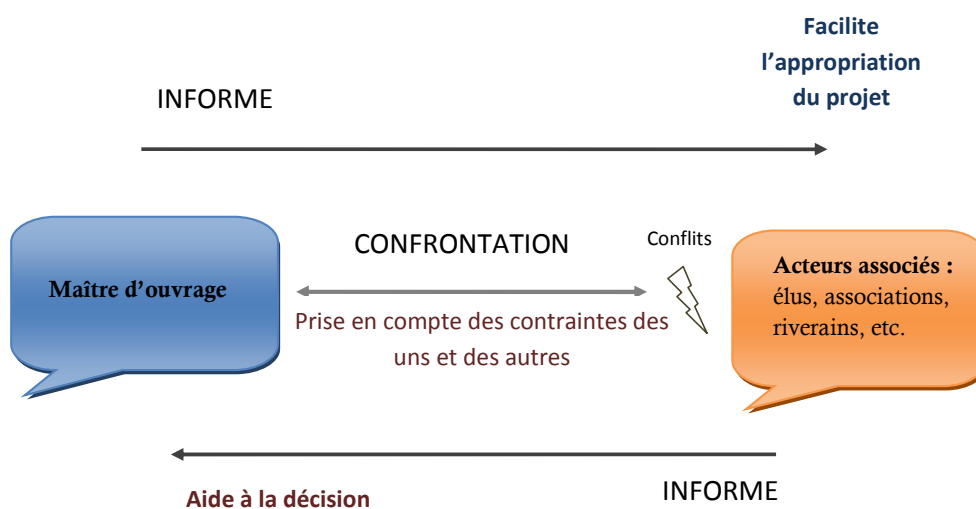 Facilite
l’appropriation
du projet
INFORME
CONFRONTATION
Conflits
Maître d’ouvrage
Acteurs associés :
élus, associations,
riverains, etc.
Prise en compte des contraintes des
uns et des autres
Aide à la décision
INFORME